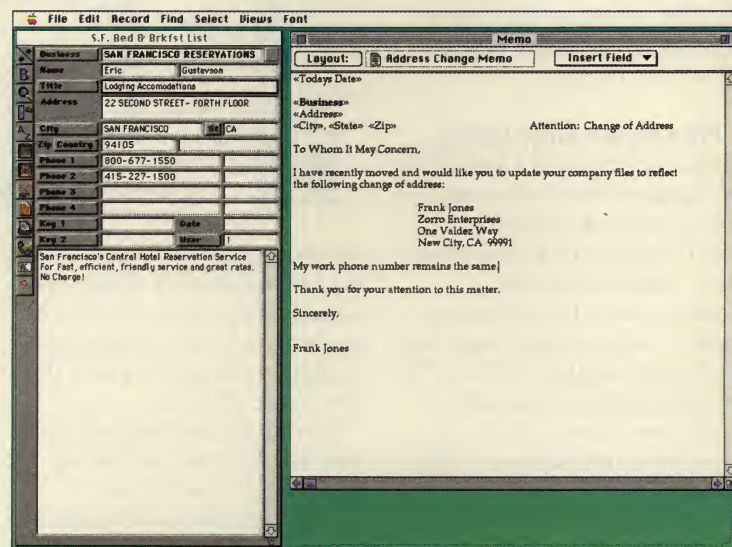 File Edit Record Find Select Views Font
S.F. Bed & Brkfst List
Business SAN FRANCISCO RESERVATIONS
Name Eric Gustavson
Title Lodging Accomodations
Address 22 SECOND STREET- FORTH FLOOR
City SAN FRANCISCO St CA
Zip Country 94105
Phone 1 800-677-1550
Phone 2 415-227-1500
Phone 3
Phone 4
Key 1 Date
Key 2 User 1
San Francisco's Central Hotel Reservation Service
For Fast, efficient, friendly service and great rates.
No Charge!
Memo
Layout: Address Change Memo Insert Field
«Todays Date»
«Business»
«Address»
«City», «State» «Zip» Attention: Change of Address
To Whom It May Concern,
I have recently moved and would like you to update your company files to reflect
the following change of address:
Frank Jones
Zorro Enterprises
One Valdez Way
New City, CA 99991
My work phone number remains the same.
Thank you for your attention to this matter.
Sincerely,
Frank Jones